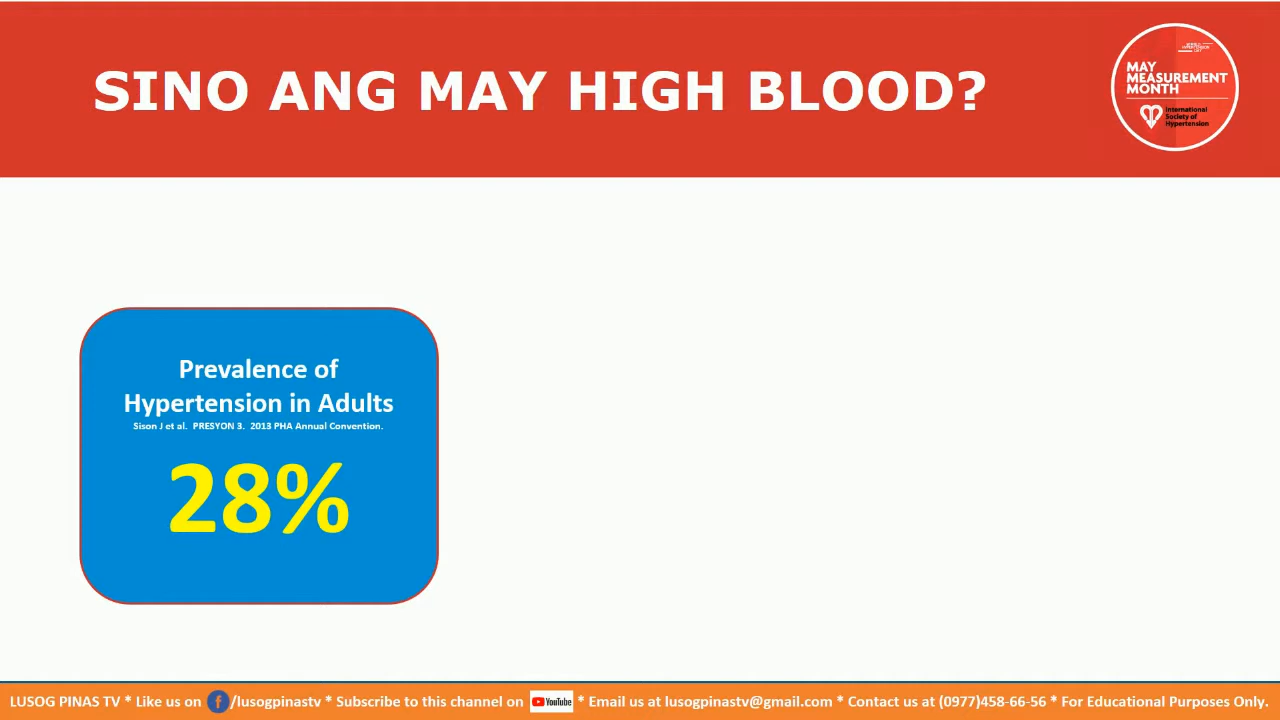 SINO ANG MAY HIGH BLOOD?
MAY
MEASUREMENT
MONTH
International
Society of
Hypertension
Prevalence of
Hypertension in Adults
Sison J et al. PRESYON 3. 2013 PHA Annual Convention.
28%
LUSOG PINAS TV * Like us on f/lusogpinastv * Subscribe to this channel on YouTube * Email us at lusogpinastv@gmail.com * Contact us at (0977)458-66-56 * For Educational Purposes Only.